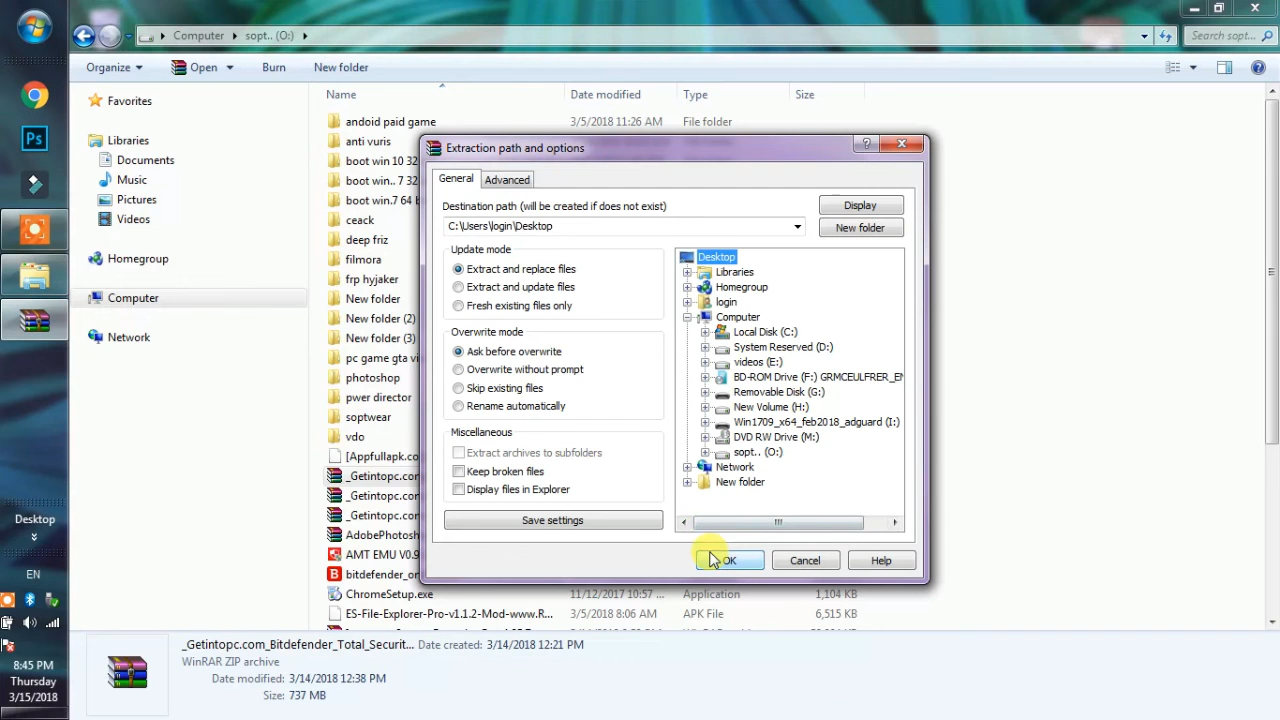 Computer
sopt.. (O:)
Search sopt..
Organize
Open
Burn
New folder
Favorites
Libraries
Documents
Music
Pictures
Videos
Homegroup
Computer
Network
Name
Date modified
Type
Size
andoid paid game
3/5/2018 11:26 AM
File folder
anti vuris
boot win 10 32
boot win.. 7 32
boot win.7 64 b
ceack
deep friz
filmora
frp hyjaker
New folder
New folder (2)
New folder (3)
pc game gta vi
photoshop
pwer director
soptwear
vdo
[Appfullapk.co
_Getintopc.con
_Getintopc.con
_Getintopc.con
AdobePhotosh
AMT EMU V0.9
bitdefender_on
ChromeSetup.exe
11/12/2017 10:57 ...
Application
1,104 KB
ES-File-Explorer-Pro-v1.1.2-Mod-www.R...
3/5/2018 8:06 AM
APK File
6,515 KB
Extraction path and options
General
Advanced
Destination path (will be created if does not exist)
Display
C:\Users\login\Desktop
New folder
Update mode
Extract and replace files
Extract and update files
Fresh existing files only
Overwrite mode
Ask before overwrite
Overwrite without prompt
Skip existing files
Rename automatically
Miscellaneous
Extract archives to subfolders
Keep broken files
Display files in Explorer
Save settings
Desktop
Libraries
Homegroup
login
Computer
Local Disk (C:)
System Reserved (D:)
videos (E:)
BD-ROM Drive (F:) GRMCEULFRER_EN
Removable Disk (G:)
New Volume (H:)
Win1709_x64_feb2018_adguard (I:)
DVD RW Drive (M:)
sopt.. (O:)
Network
New folder
OK
Cancel
Help
_Getintopc.com_Bitdefender_Total_Securit...
Date created: 3/14/2018 12:21 PM
WinRAR ZIP archive
Date modified: 3/14/2018 12:38 PM
Size: 737 MB
Ps
Desktop
EN
8:45 PM
Thursday
3/15/2018